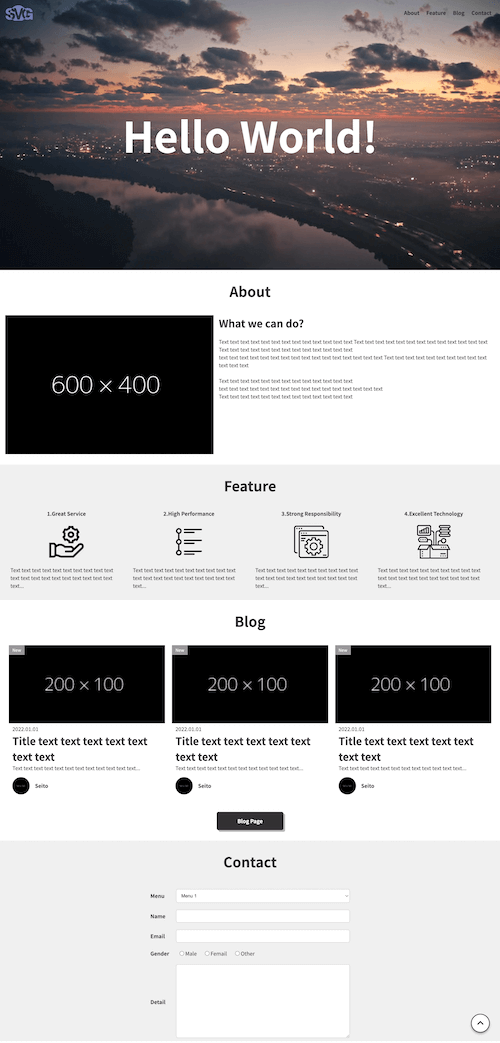 SVG
About Feature Blog Contact
Hello World!
About
600 × 400
What we can do?
Text text text text text text text text text text text text text Text text text text text text text text text text text text text
Text text text text text text text text text text text text text
text text text text text text text text text text text text text text text text Text text text text text text text text text text
text text text
Text text text text text text text text text text text text text
text text text text text text text text text text text text text text text text
Text text text text text text text text text text text text text
Feature
1.Great Service
Text text text text text text text text text text
text text text text text text text text text text
text...
2.High Performance
Text text text text text text text text text text
text text text text text text text text text text
text...
3.Strong Responsibility
Text text text text text text text text text text
text text text text text text text text text text
text...
4.Excellent Technology
Text text text text text text text text text text
text text text text text text text text text text
text...
Blog
New
200 × 100
2022.01.01
Title text text text text text
text text
Text text text text text text text text text text text text...
Seito
New
200 × 100
2022.01.01
Title text text text text text
text text
Text text text text text text text text text text text text...
Seito
New
200 × 100
2022.01.01
Title text text text text text
text text
Text text text text text text text text text text text text...
Seito
Blog Page
Contact
Menu
Menu 1
Name
Email
Gender Male Femail Other
Detail